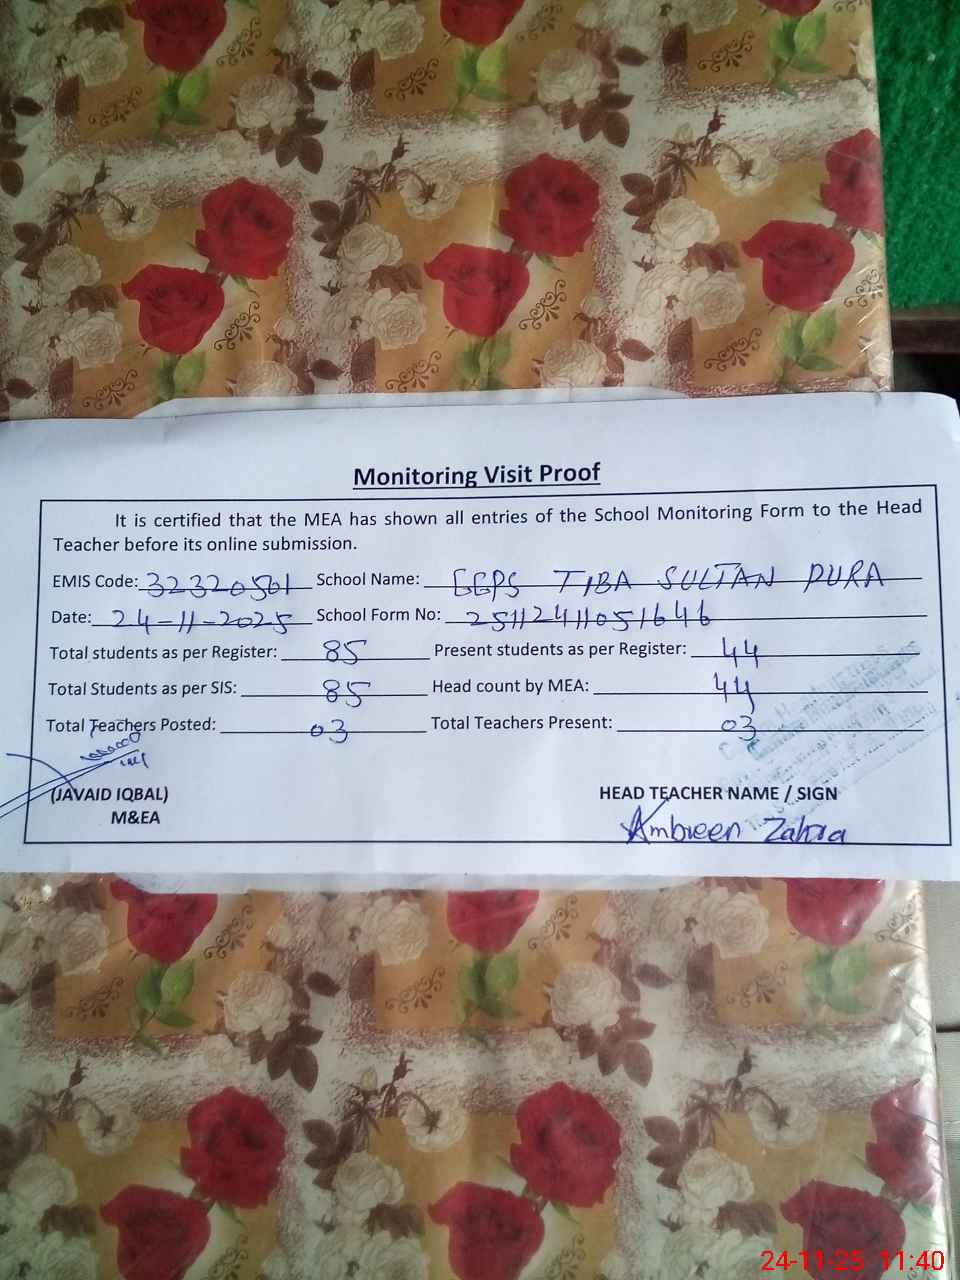 Monitoring Visit Proof
It is certified that the MEA has shown all entries of the School Monitoring Form to the Head
Teacher before its online submission.
EMIS Code: 32320501 School Name: GGPS TIBA SULTAN PURA
Date: 24-11-2025 School Form No: 25112411051646
Total students as per Register: 85 Present students as per Register: 44
Total Students as per SIS: 85 Head count by MEA: 44
Total Teachers Posted: 03 Total Teachers Present: 03
(JAVAID IQBAL) HEAD TEACHER NAME / SIGN
M&EA Ambreen Zahra
24-11-25 11:40